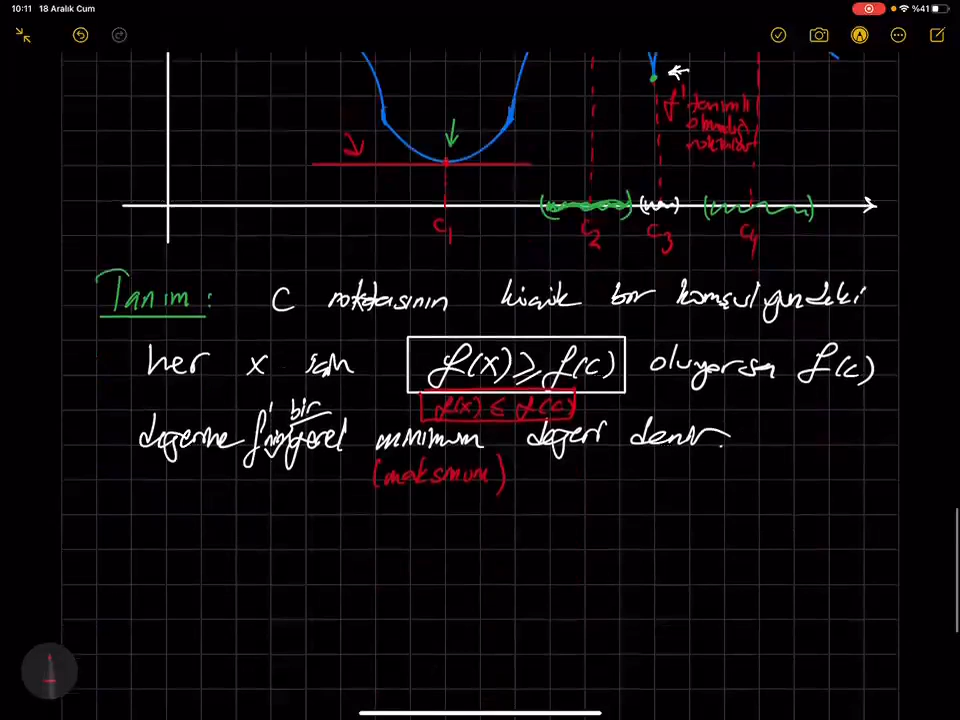 10:11 18 Aralık Cum
%41
f' tanımlı
olmadığı
noktalar
c₁ c₂ c₃ c₄
Tanım: C noktasının küçük bir komşuluğundaki
her x için f(x) ≥ f(c) oluyorsa f(c)
f(x) ≤ f(c)
bir
değerine f'nin yerel minimum değeri denir.
(maksimum)